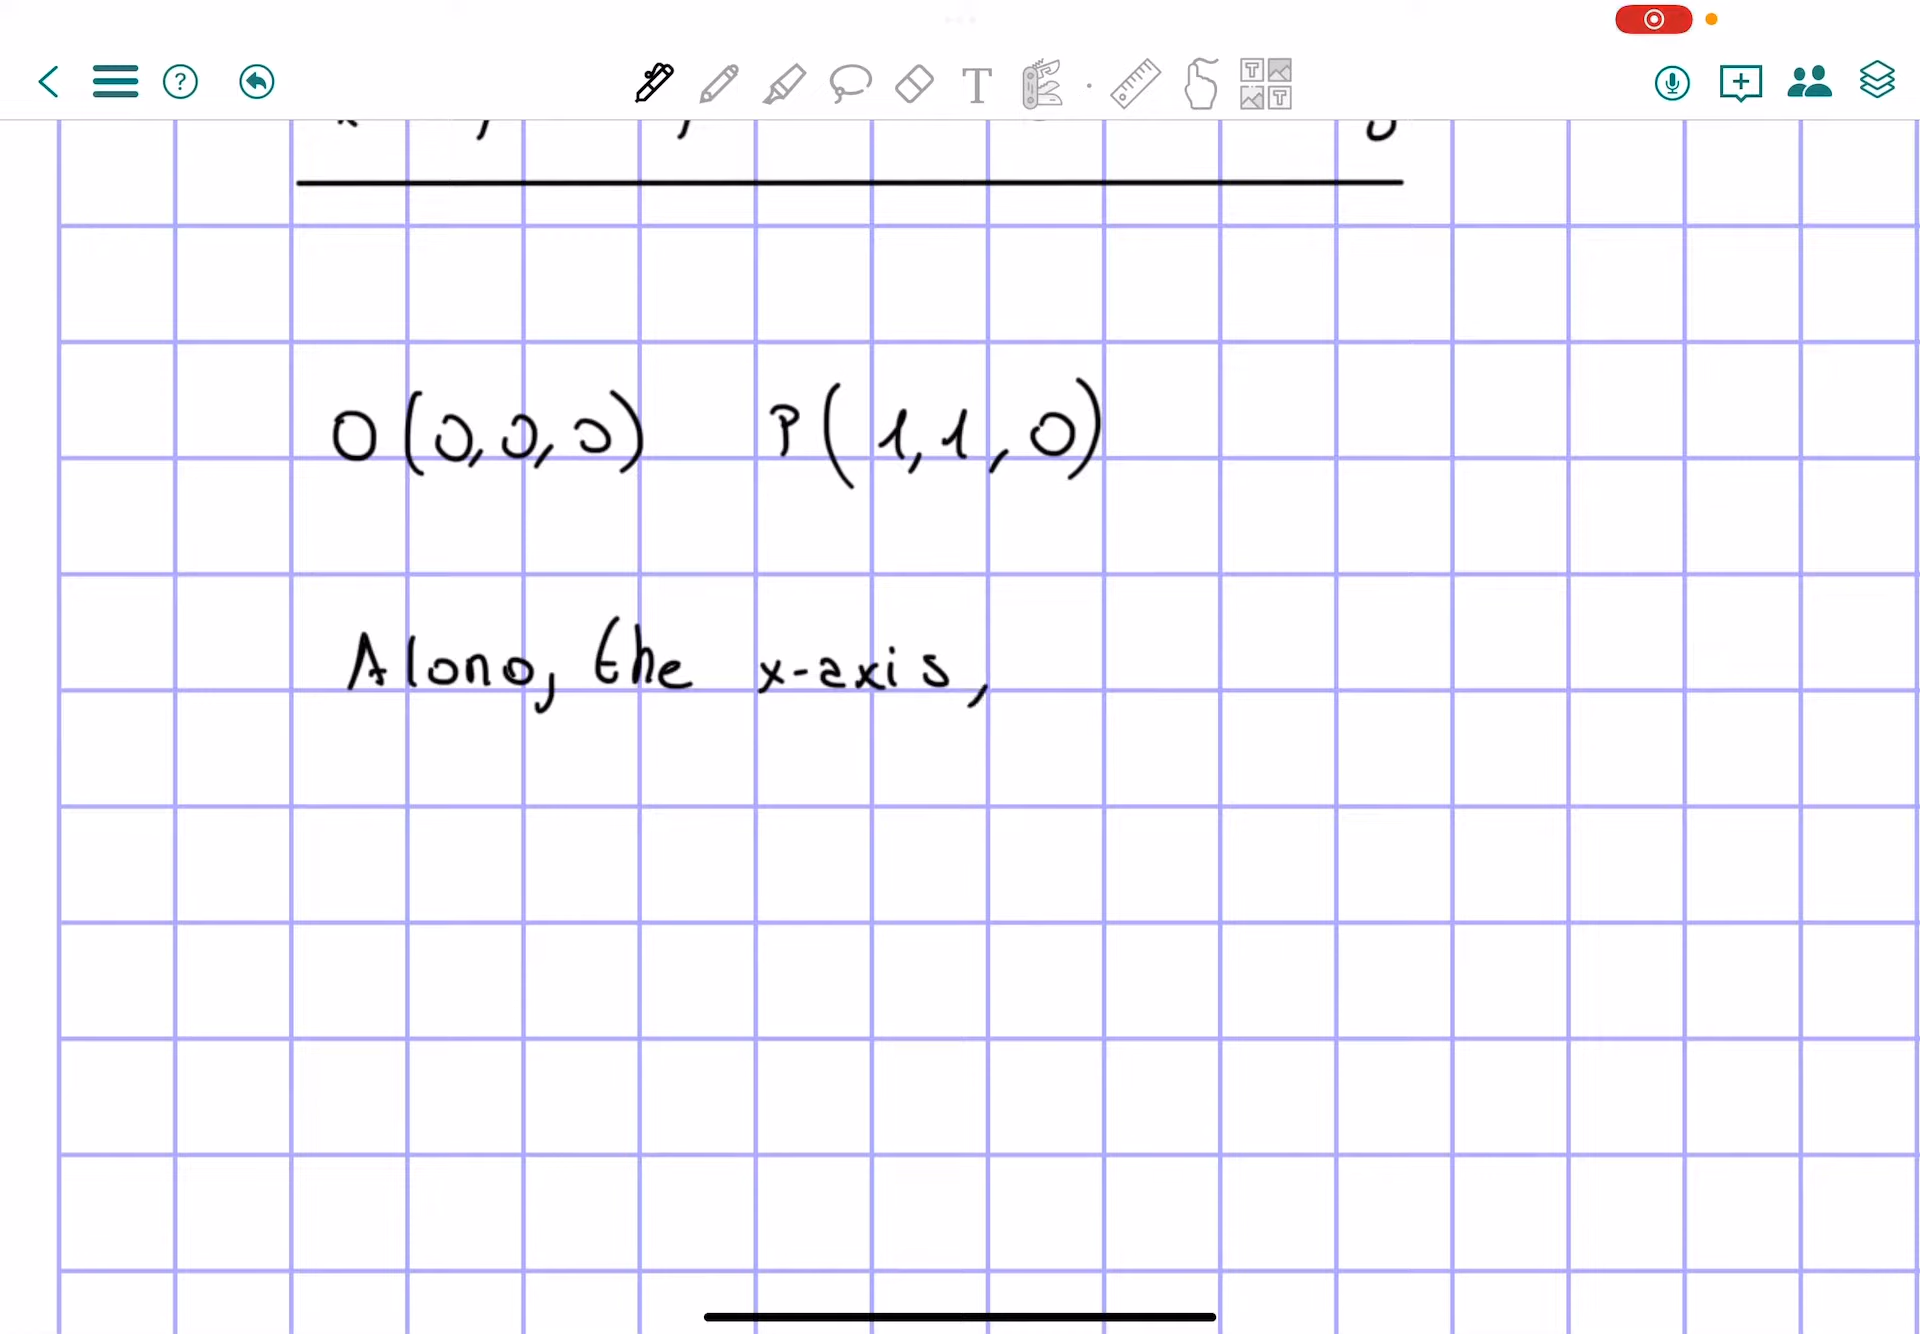 O(0,0,0) P(1,1,0)
Along, the x-axis,